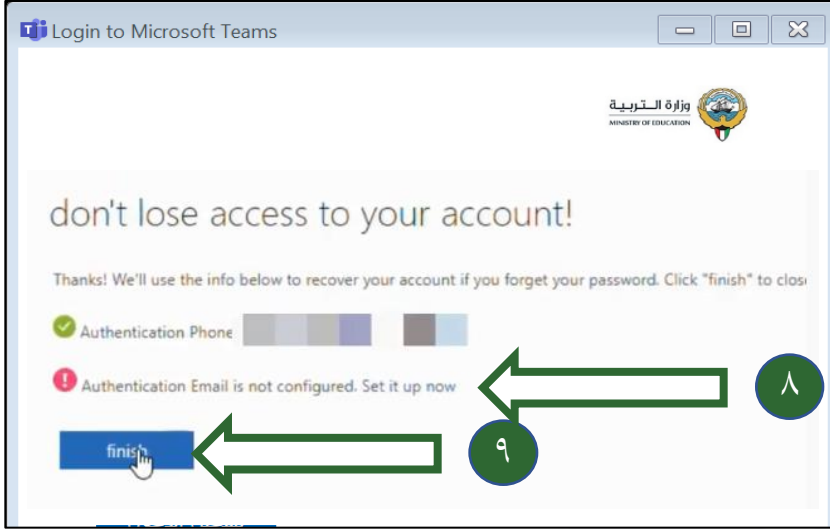 Login to Microsoft Teams
وزارة الـتـربـيـة
MINISTRY OF EDUCATION
don't lose access to your account!
Thanks! We'll use the info below to recover your account if you forget your password. Click "finish" to clos
Authentication Phone
Authentication Email is not configured. Set it up now
٨
finish
٩